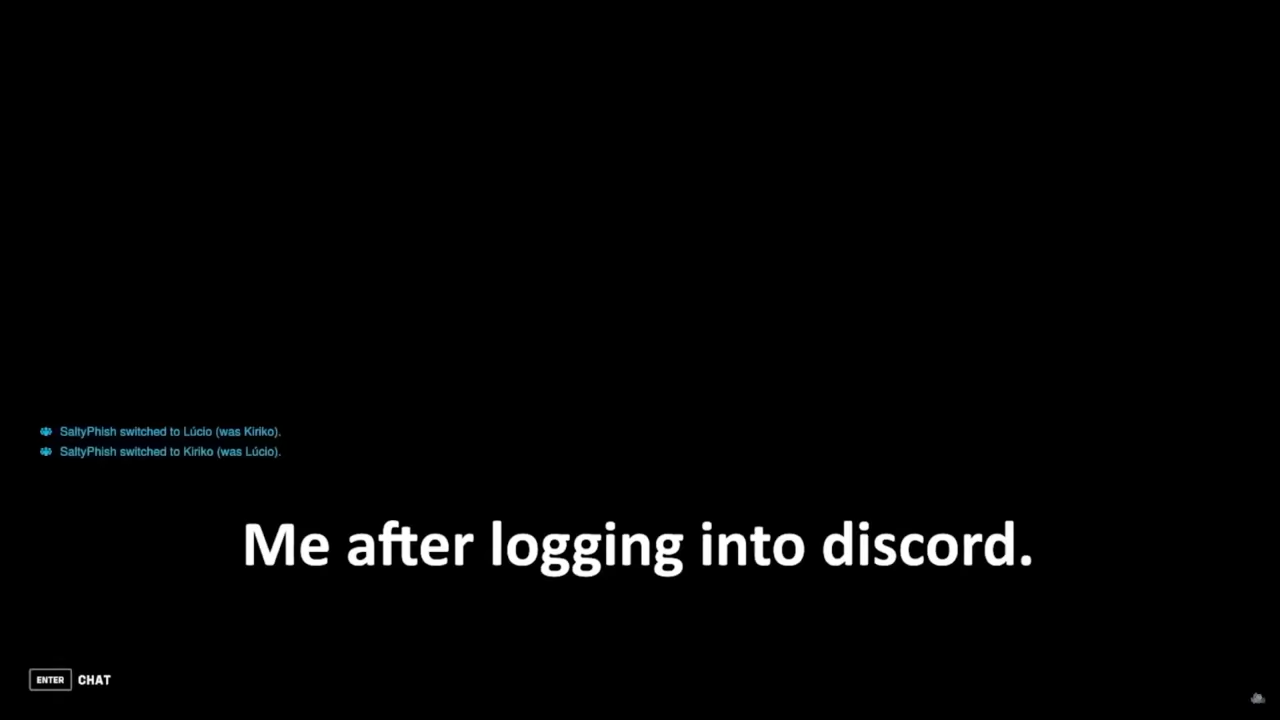 SaltyPhish switched to Lúcio (was Kiriko).
SaltyPhish switched to Kiriko (was Lúcio).
Me after logging into discord.
ENTER CHAT